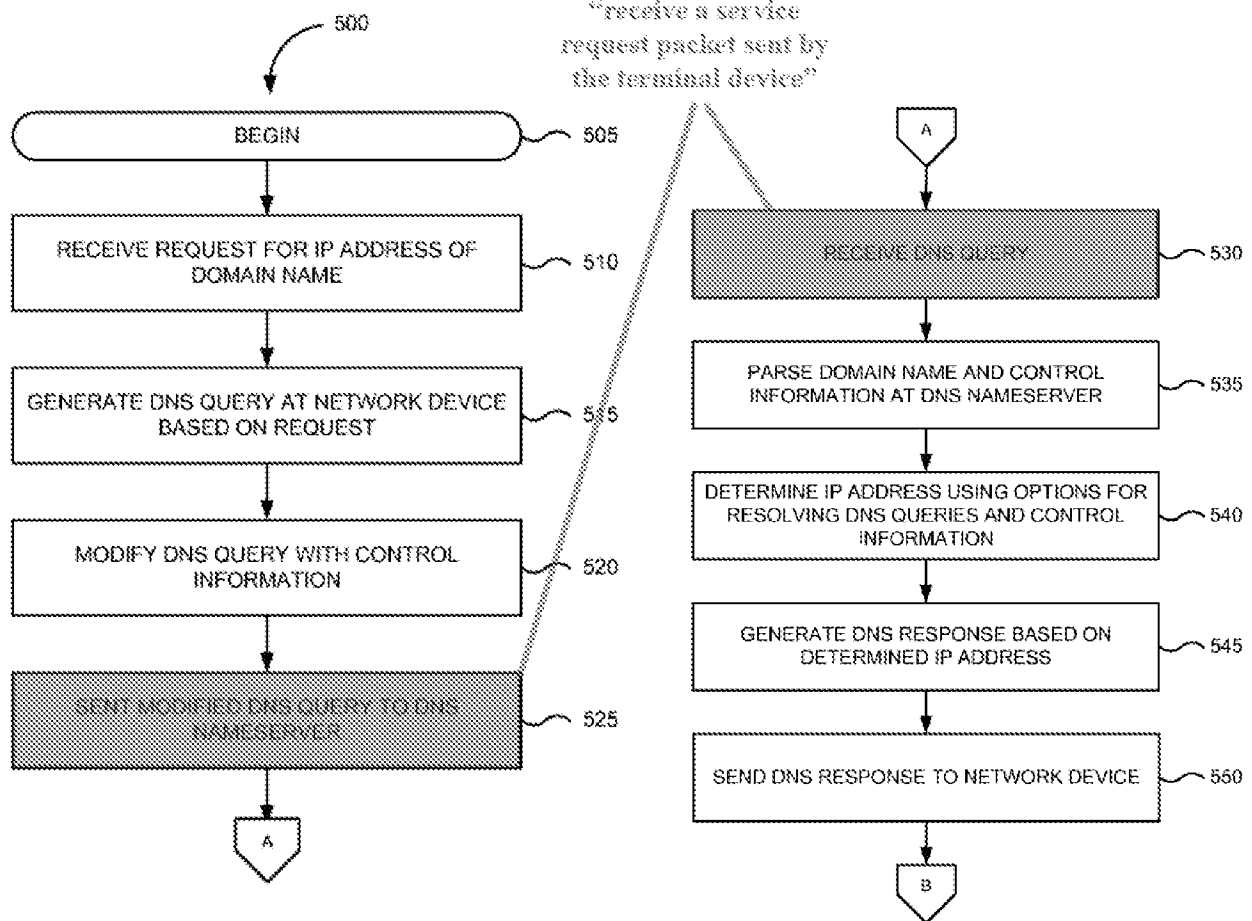 500
"receive a service
request packet sent by
the terminal device"
BEGIN
505
RECEIVE REQUEST FOR IP ADDRESS OF
DOMAIN NAME
510
GENERATE DNS QUERY AT NETWORK DEVICE
BASED ON REQUEST
515
MODIFY DNS QUERY WITH CONTROL
INFORMATION
520
SENT MODIFIED DNS QUERY TO DNS
NAMESERVER
525
A
A
RECEIVE DNS QUERY
530
PARSE DOMAIN NAME AND CONTROL
INFORMATION AT DNS NAMESERVER
535
DETERMINE IP ADDRESS USING OPTIONS FOR
RESOLVING DNS QUERIES AND CONTROL
INFORMATION
540
GENERATE DNS RESPONSE BASED ON
DETERMINED IP ADDRESS
545
SEND DNS RESPONSE TO NETWORK DEVICE
550
B